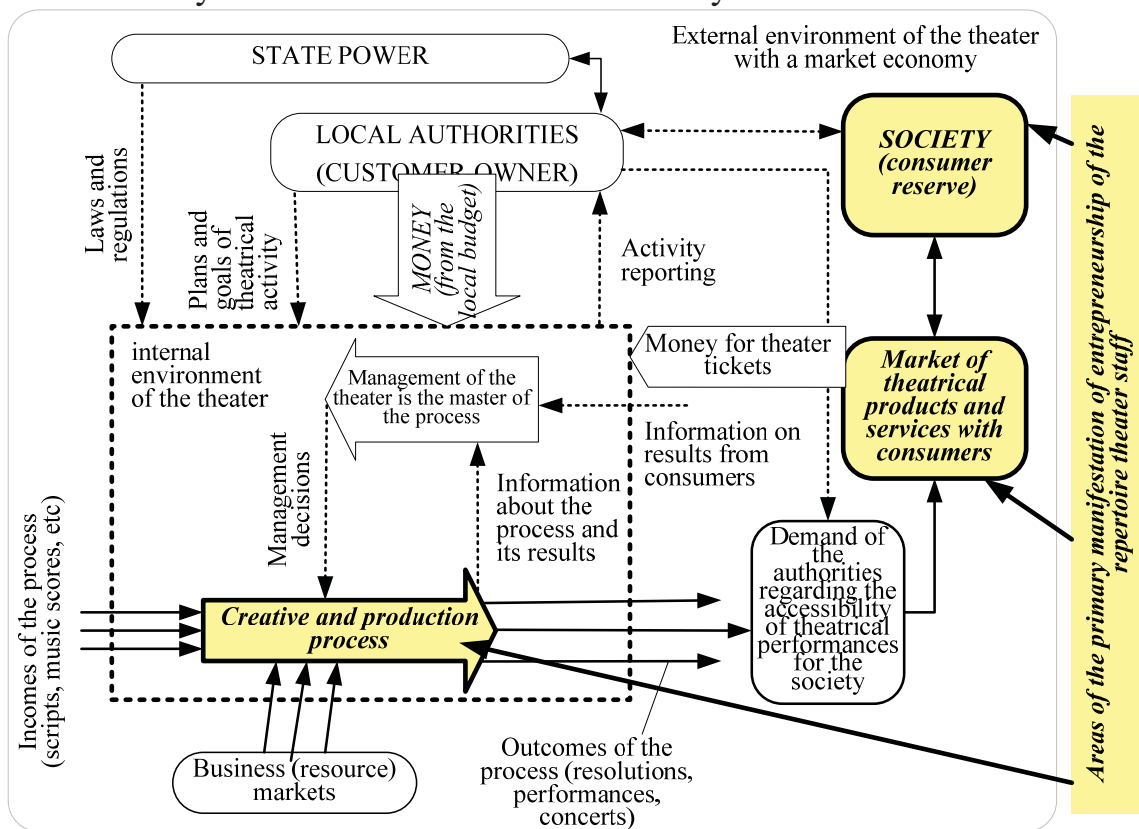 External environment of the theater
with a market economy
STATE POWER
LOCAL AUTHORITIES
(CUSTOMER OWNER)
SOCIETY
(consumer
reserve)
Laws and
regulations
Plans and
goals of
theatrical
activity
MONEY
(from the
local budget)
Activity
reporting
internal
environment
of the theater
Management of the
theater is the master of
the process
Money for theater
tickets
Market of
theatrical
products and
services with
consumers
Information on
results from
consumers
Management
decisions
Information
about the
process and
its results
Demand of
the
authorities
regarding the
accessibility
of theatrical
performances
for the
society
Creative and production
process
Incomes of the process
(scripts, music scores, etc)
Business (resource)
markets
Outcomes of the
process (resolutions,
performances,
concerts)
Areas of the primary manifestation of entrepreneurship of the
repertoire theater staff